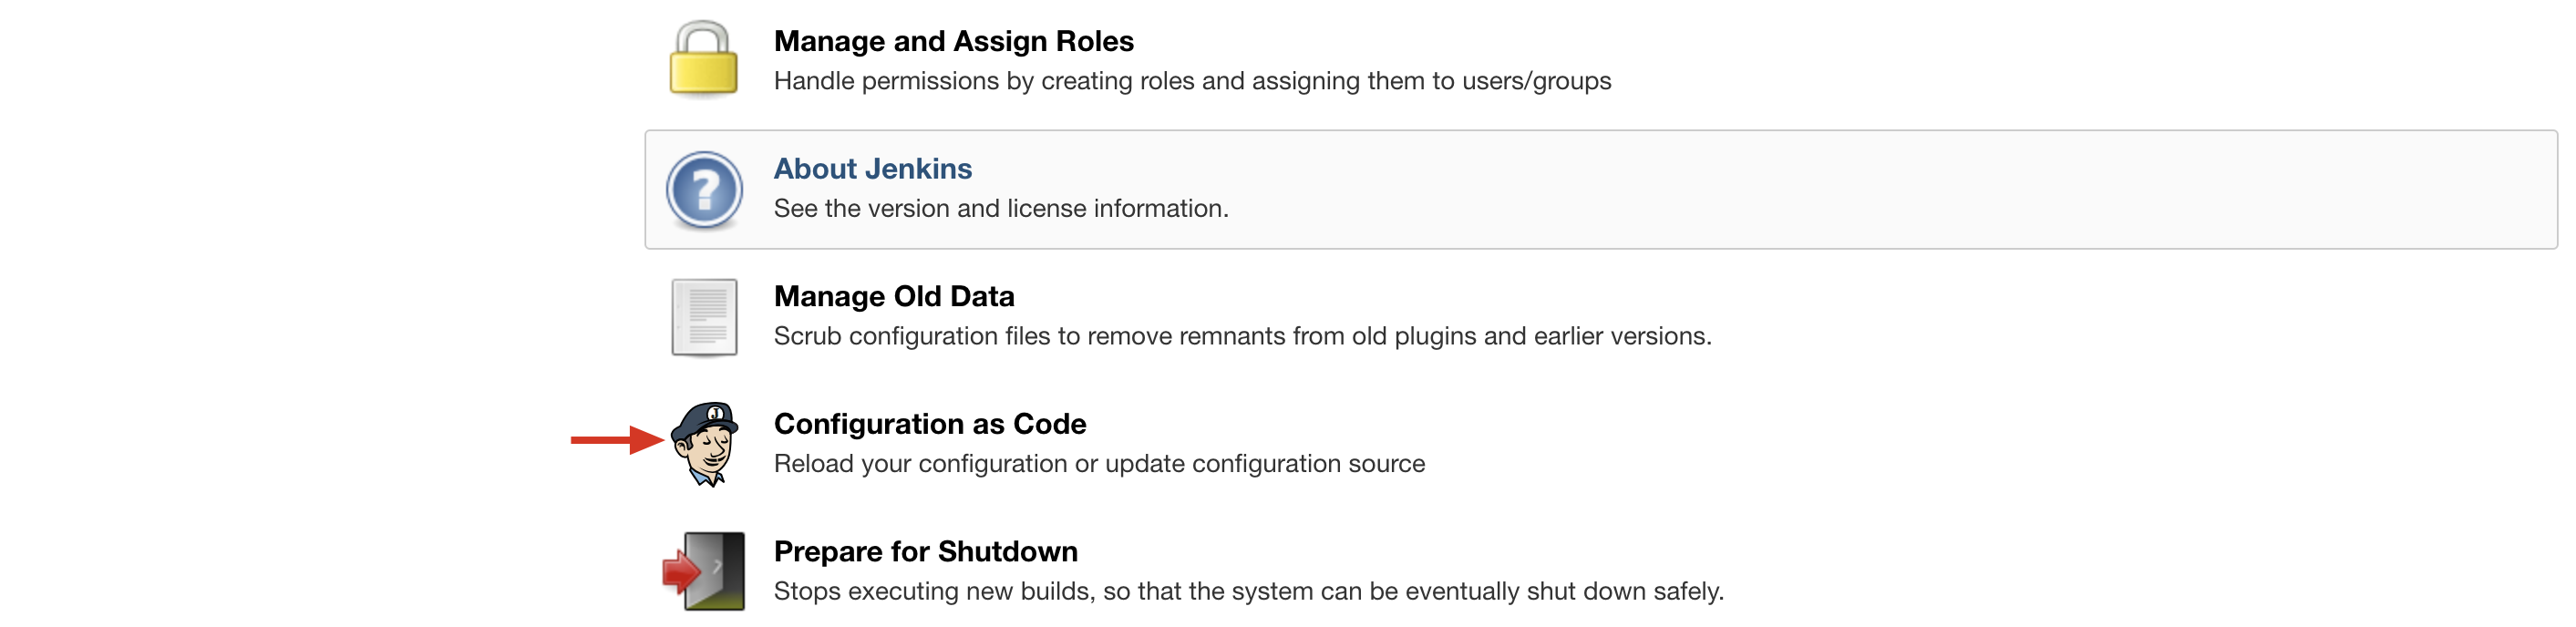 Manage and Assign Roles
Handle permissions by creating roles and assigning them to users/groups
About Jenkins
See the version and license information.
Manage Old Data
Scrub configuration files to remove remnants from old plugins and earlier versions.
Configuration as Code
Reload your configuration or update configuration source
Prepare for Shutdown
Stops executing new builds, so that the system can be eventually shut down safely.